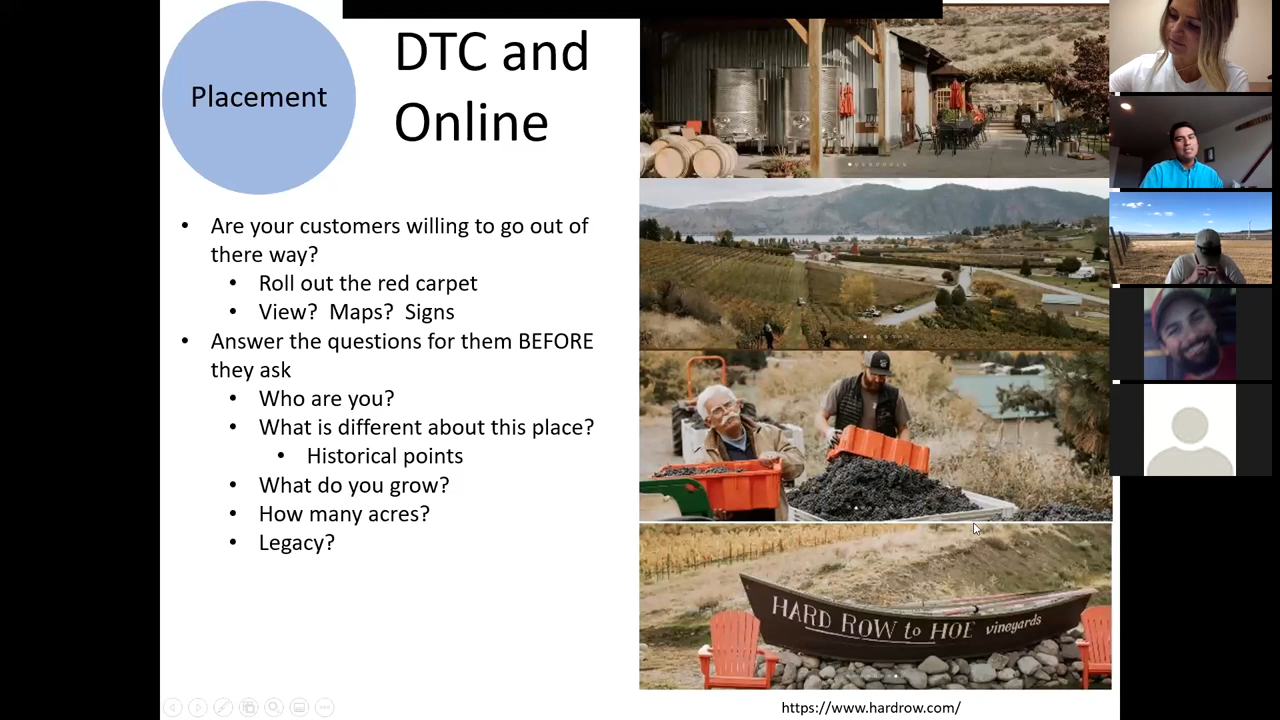 Placement
DTC and
Online
• Are your customers willing to go out of
there way?
• Roll out the red carpet
• View? Maps? Signs
• Answer the questions for them BEFORE
they ask
• Who are you?
• What is different about this place?
• Historical points
• What do you grow?
• How many acres?
• Legacy?
HARD ROW to HOE vineyards
https://www.hardrow.com/